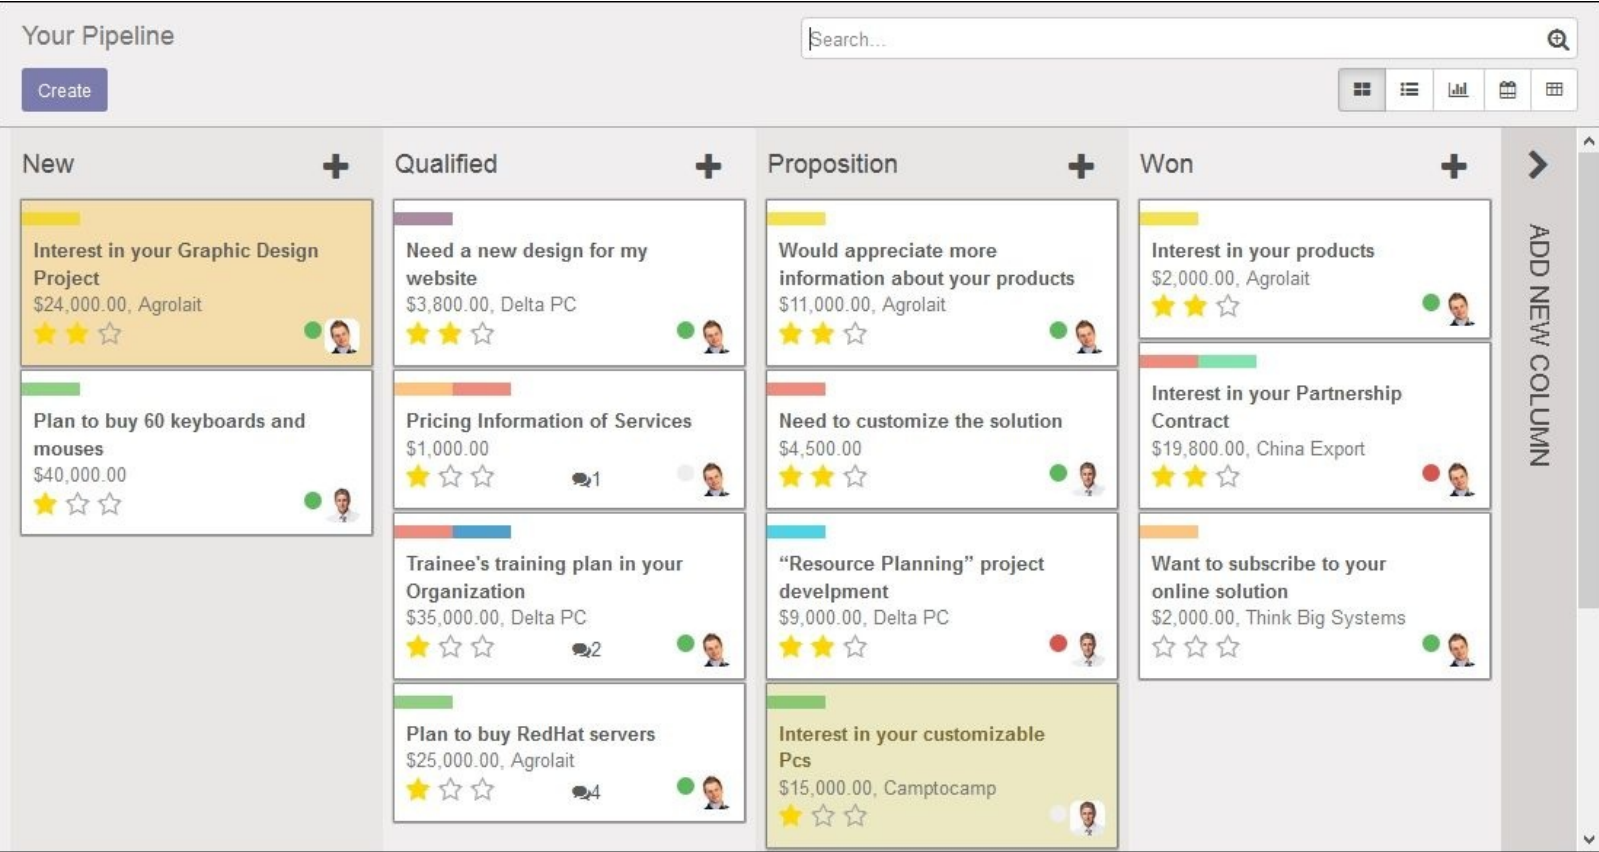 Your Pipeline
Search...
Create
New
Interest in your Graphic Design
Project
$24,000.00, Agrolait
Plan to buy 60 keyboards and
mouses
$40,000.00
Qualified
Need a new design for my
website
$3,800.00, Delta PC
Pricing Information of Services
$1,000.00
1
Trainee's training plan in your
Organization
$35,000.00, Delta PC
2
Plan to buy RedHat servers
$25,000.00, Agrolait
4
Proposition
Would appreciate more
information about your products
$11,000.00, Agrolait
Need to customize the solution
$4,500.00
“Resource Planning” project
develpment
$9,000.00, Delta PC
Interest in your customizable
Pcs
$15,000.00, Camptocamp
Won
Interest in your products
$2,000.00, Agrolait
Interest in your Partnership
Contract
$19,800.00, China Export
Want to subscribe to your
online solution
$2,000.00, Think Big Systems
ADD NEW COLUMN